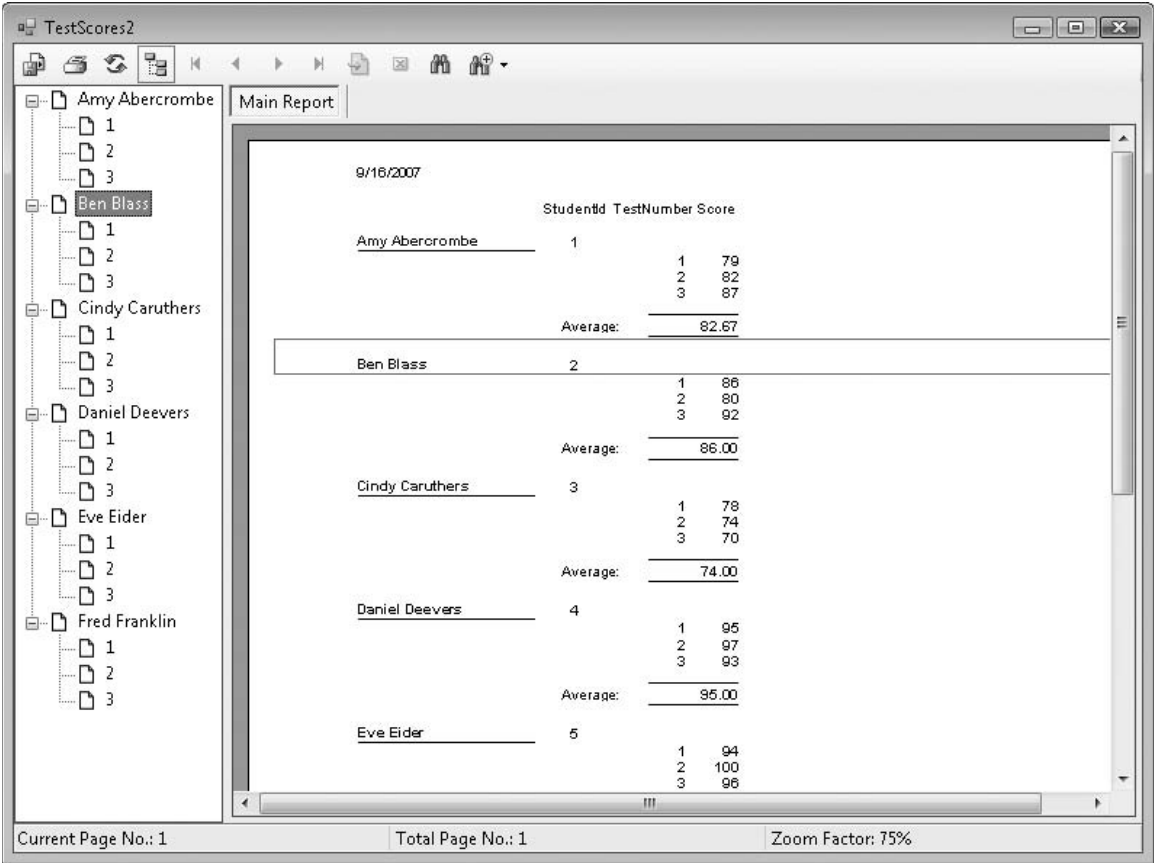 TestScores2
Amy Abercrombe
1
2
3
Ben Blass
1
2
3
Cindy Caruthers
1
2
3
Daniel Deevers
1
2
3
Eve Eider
1
2
3
Fred Franklin
1
2
3
Main Report
9/16/2007
StudentId TestNumber Score
Amy Abercrombe 1
1 79
2 82
3 87
Average: 82.67
Ben Blass 2
1 86
2 80
3 92
Average: 86.00
Cindy Caruthers 3
1 78
2 74
3 70
Average: 74.00
Daniel Deevers 4
1 95
2 97
3 93
Average: 95.00
Eve Eider 5
1 94
2 100
3 96
Current Page No.: 1 Total Page No.: 1 Zoom Factor: 75%